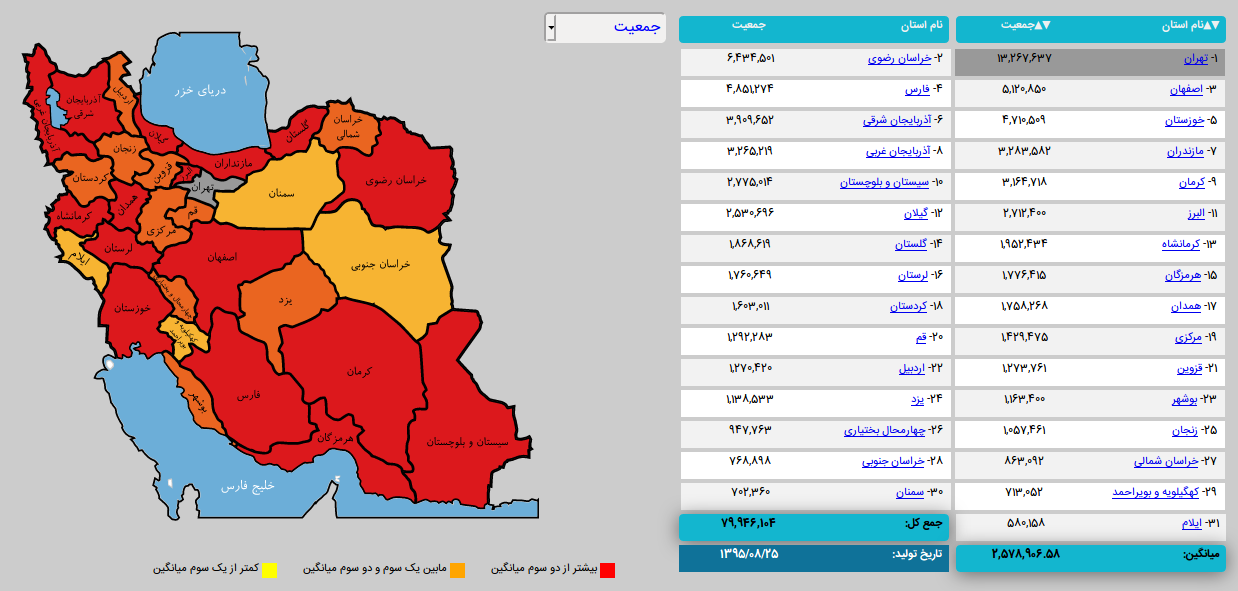 ▼▲نام استان ▼▲جمعیت
نام استان جمعیت
جمعیت
۱- تهران ۱۳,۲۶۷,۶۳۷
۲- خراسان رضوی ۶,۴۳۴,۵۰۱
۳- اصفهان ۵,۱۲۰,۸۵۰
۴- فارس ۴,۸۵۱,۲۷۴
۵- خوزستان ۴,۷۱۰,۵۰۹
۶- آذربایجان شرقی ۳,۹۰۹,۶۵۲
۷- مازندران ۳,۲۸۳,۵۸۲
۸- آذربایجان غربی ۳,۲۶۵,۲۱۹
۹- کرمان ۳,۱۶۴,۷۱۸
۱۰- سیستان و بلوچستان ۲,۷۷۵,۰۱۴
۱۱- البرز ۲,۷۱۲,۴۰۰
۱۲- گیلان ۲,۵۳۰,۶۹۶
۱۳- کرمانشاه ۱,۹۵۲,۴۳۴
۱۴- گلستان ۱,۸۶۸,۶۱۹
۱۵- هرمزگان ۱,۷۷۶,۴۱۵
۱۶- لرستان ۱,۷۶۰,۶۴۹
۱۷- همدان ۱,۷۵۸,۲۶۸
۱۸- کردستان ۱,۶۰۳,۰۱۱
۱۹- مرکزی ۱,۴۲۹,۴۷۵
۲۰- قم ۱,۲۹۲,۲۸۳
۲۱- قزوین ۱,۲۷۳,۷۶۱
۲۲- اردبیل ۱,۲۷۰,۴۲۰
۲۳- بوشهر ۱,۱۶۳,۴۰۰
۲۴- یزد ۱,۱۳۸,۵۳۳
۲۵- زنجان ۱,۰۵۷,۴۶۱
۲۶- چهارمحال بختیاری ۹۴۷,۷۶۳
۲۷- خراسان شمالی ۸۶۳,۰۹۲
۲۸- خراسان جنوبی ۷۶۸,۸۹۸
۲۹- کهگیلویه و بویراحمد ۷۱۳,۰۵۲
۳۰- سمنان ۷۰۲,۳۶۰
۳۱- ایلام ۵۸۰,۱۵۸
جمع کل: ۷۹,۹۴۶,۱۰۴
میانگین: ۲,۵۷۸,۹۰۶.۵۸
تاریخ تولید: ۱۳۹۵/۰۸/۲۵
دریای خزر
آذربایجان
شرقی
آذربایجان غربی
اردبیل
گیلان
زنجان
قزوین
البرز
تهران
مازندران
گلستان
خراسان
شمالی
خراسان رضوی
سمنان
کردستان
همدان
کرمانشاه
مرکزی
قم
لرستان
ایلام
اصفهان
خراسان جنوبی
یزد
خوزستان
چهارمحال و بختیاری
کهگیلویه و
بویراحمد
کرمان
فارس
بوشهر
هرمزگان
سیستان و بلوچستان
خلیج فارس
بیشتر از دو سوم میانگین
مابین یک سوم و دو سوم میانگین
کمتر از یک سوم میانگین